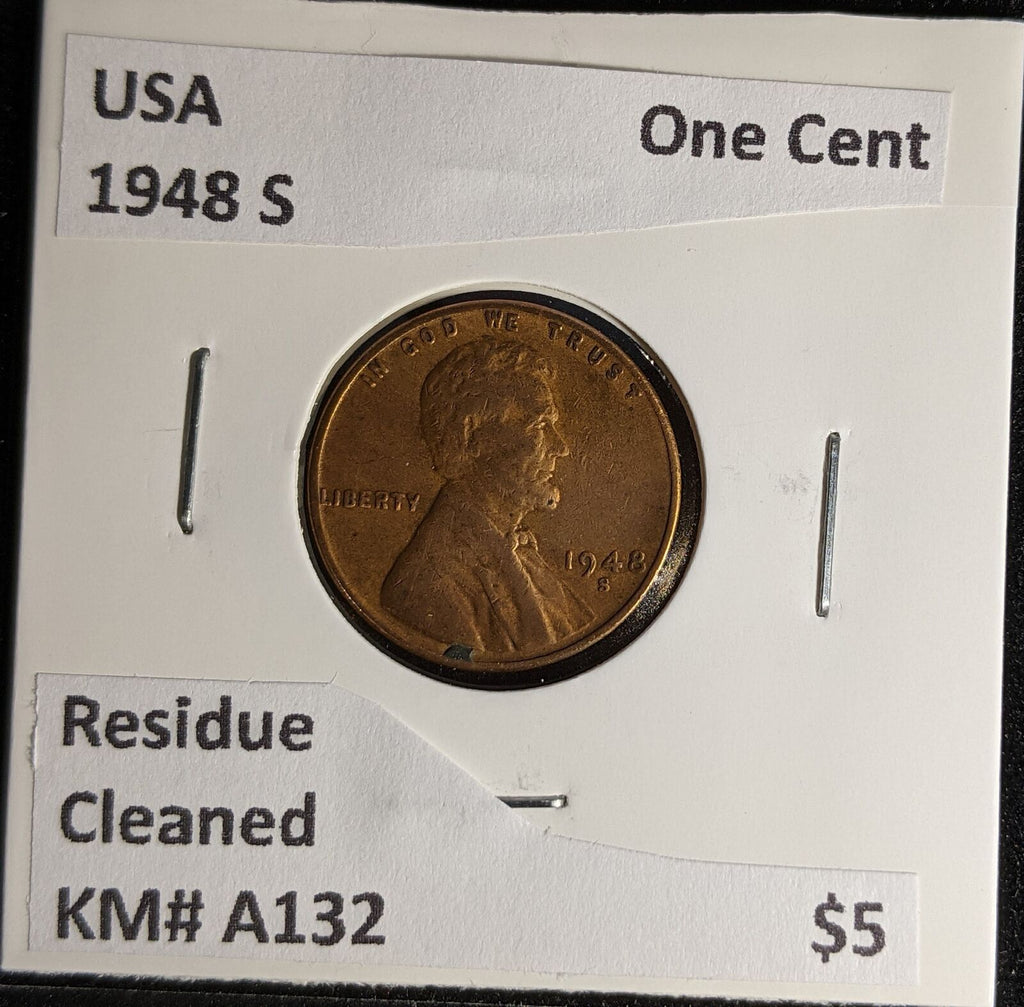 USA
One Cent
1948 S
IN GOD WE TRUST
LIBERTY
1948
S
Residue
Cleaned
KM# A132
$5